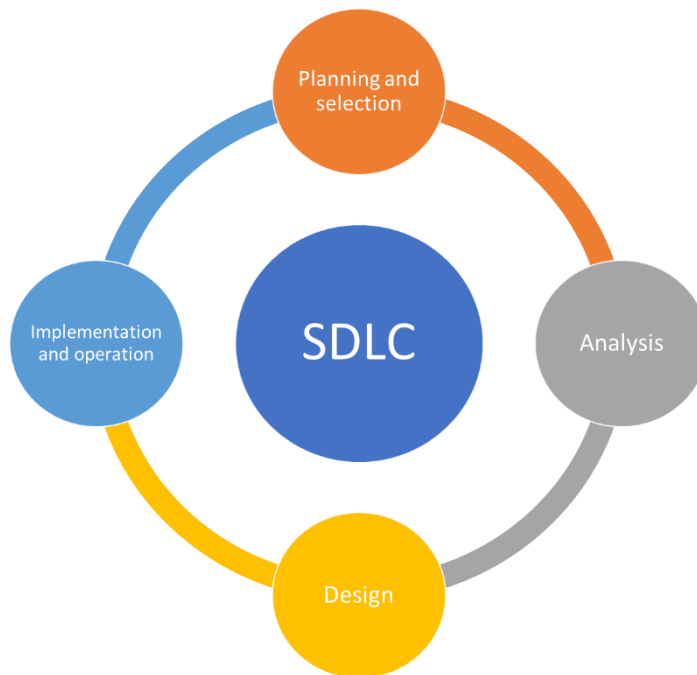 Planning and
selection
Implementation
and operation
SDLC
Analysis
Design